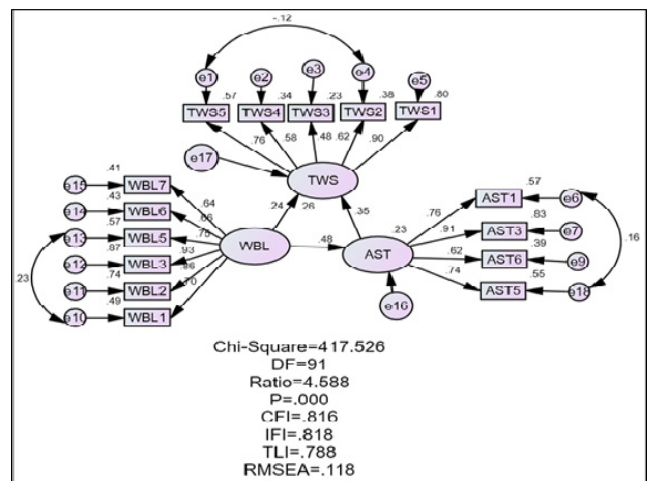 -.12
e1 e2 e3 e4 e5
.57 .34 .23 .38 .80
TWS5 TWS4 TWS3 TWS2 TWS1
.76 .58 .48 .62 .90
e17
TWS
.24 .26 .35
.41
e15 WBL7 .64
.43
e14 WBL6 .66
.57
e13 WBL5 .75
.87
e12 WBL3 .93
.74
e11 WBL2
.49
e10 WBL1 .70
.23
WBL
.48
.23
AST
e16
.57
.76 AST1 e6
.83
.91 AST3 e7
.39
.62 AST6 e9
.55
.74 AST5 e18
.16
Chi-Square=417.526
DF=91
Ratio=4.588
P=.000
CFI=.816
IFI=.818
TLI=.788
RMSEA=.118